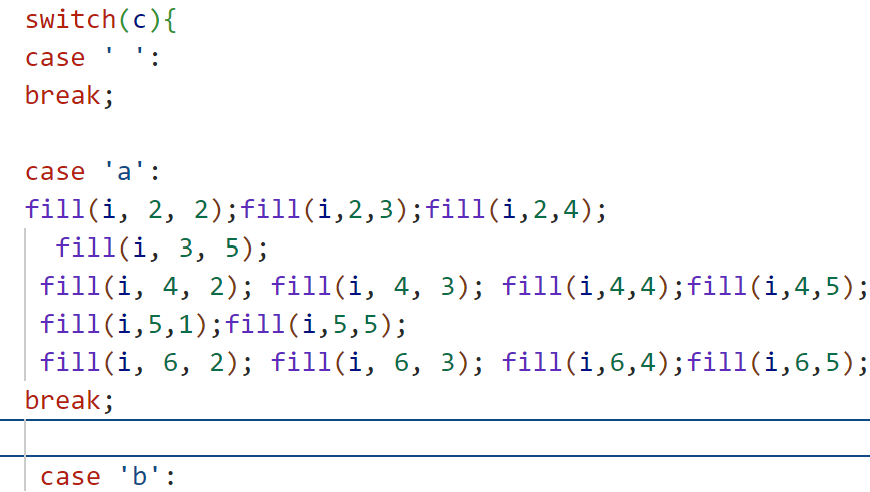 switch(c){
case ' ':
break;
case 'a':
fill(i, 2, 2);fill(i,2,3);fill(i,2,4);
fill(i, 3, 5);
fill(i, 4, 2); fill(i, 4, 3); fill(i,4,4);fill(i,4,5);
fill(i,5,1);fill(i,5,5);
fill(i, 6, 2); fill(i, 6, 3); fill(i,6,4);fill(i,6,5);
break;
case 'b':